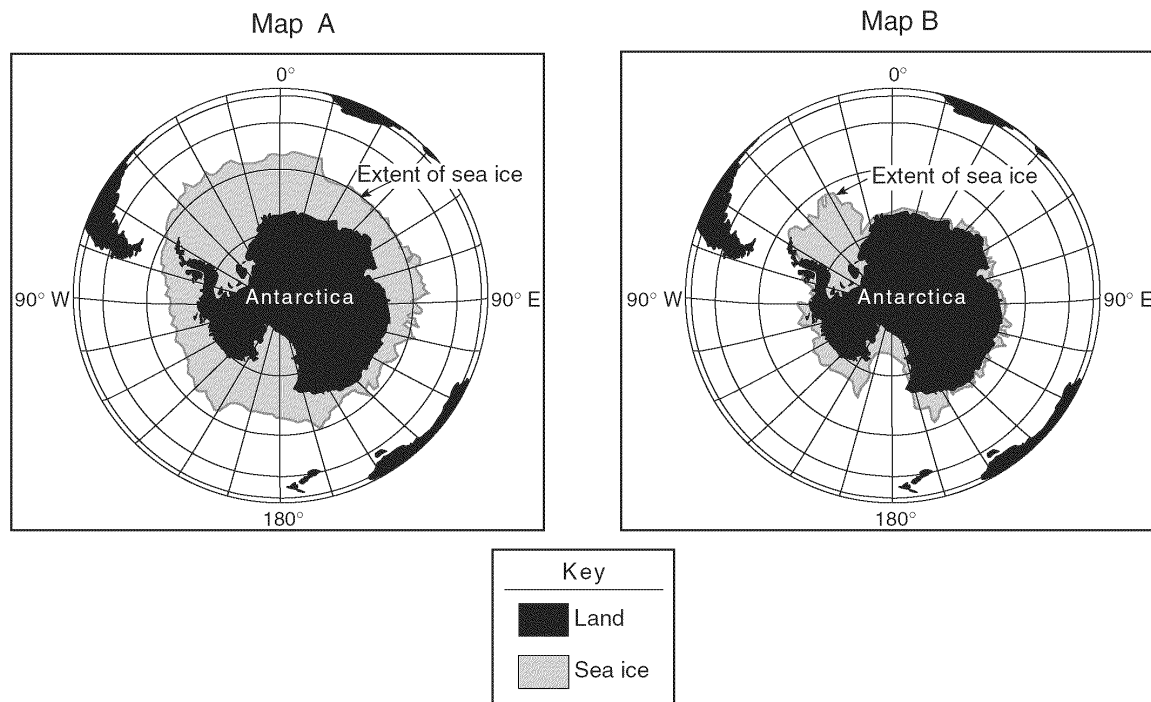 Map A
0°
Extent of sea ice
90° W
Antarctica
90° E
180°
Map B
0°
Extent of sea ice
90° W
Antarctica
90° E
180°
Key
Land
Sea ice